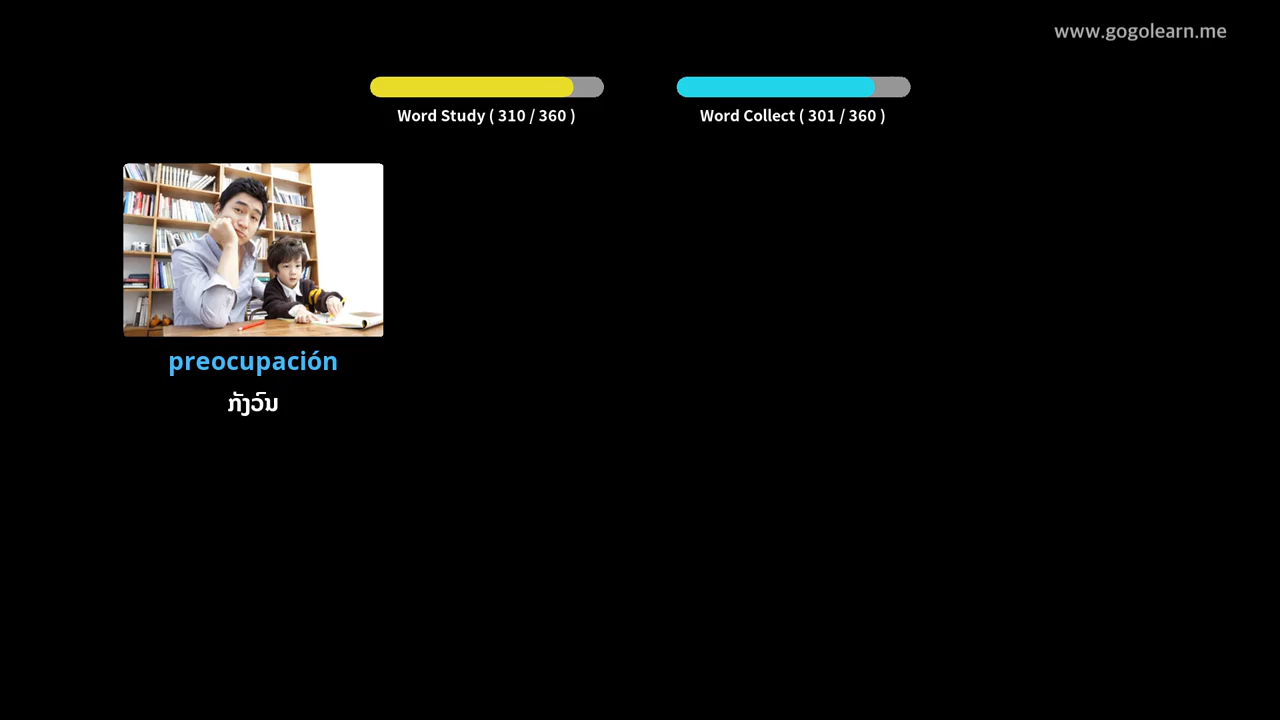 www.gogolearn.me
Word Study ( 310 / 360 )
Word Collect ( 301 / 360 )
preocupación
ກັງວົນ